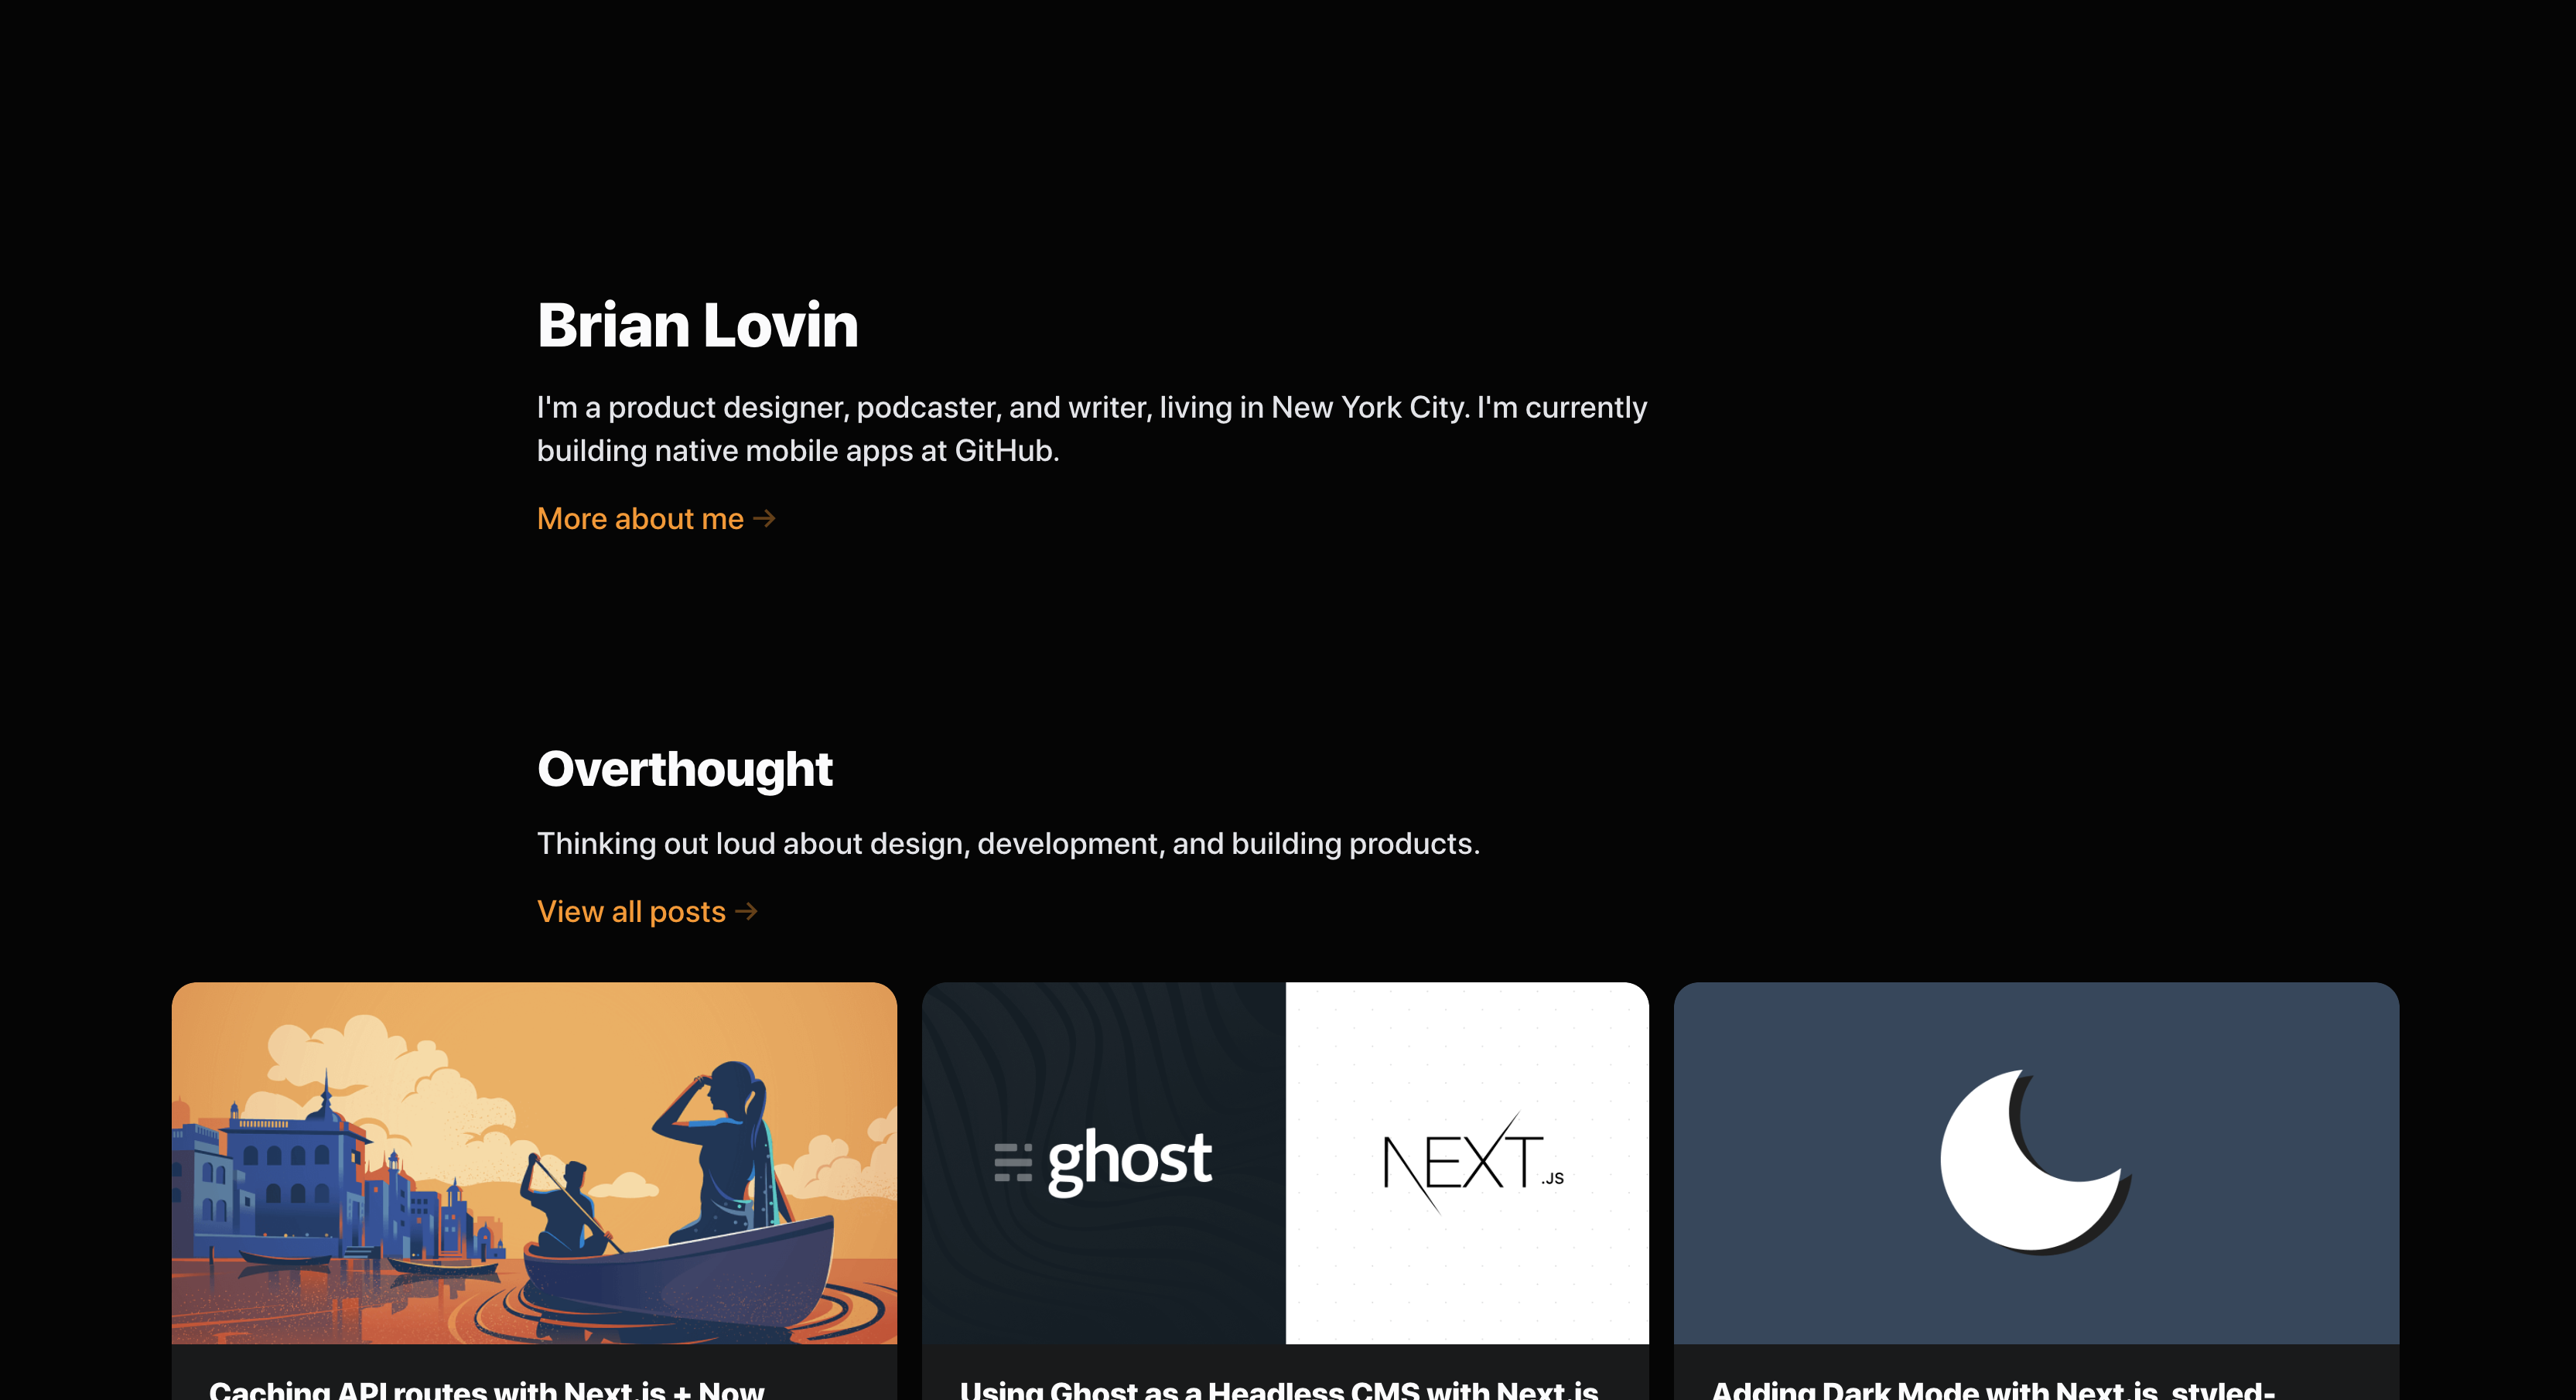 Brian Lovin
I'm a product designer, podcaster, and writer, living in New York City. I'm currently
building native mobile apps at GitHub.
More about me →
Overthought
Thinking out loud about design, development, and building products.
View all posts →
ghost
NEXT.JS
Caching API routes with Next.js + Now
Using Ghost as a Headless CMS with Next.js
Adding Dark Mode with Next.js, styled-